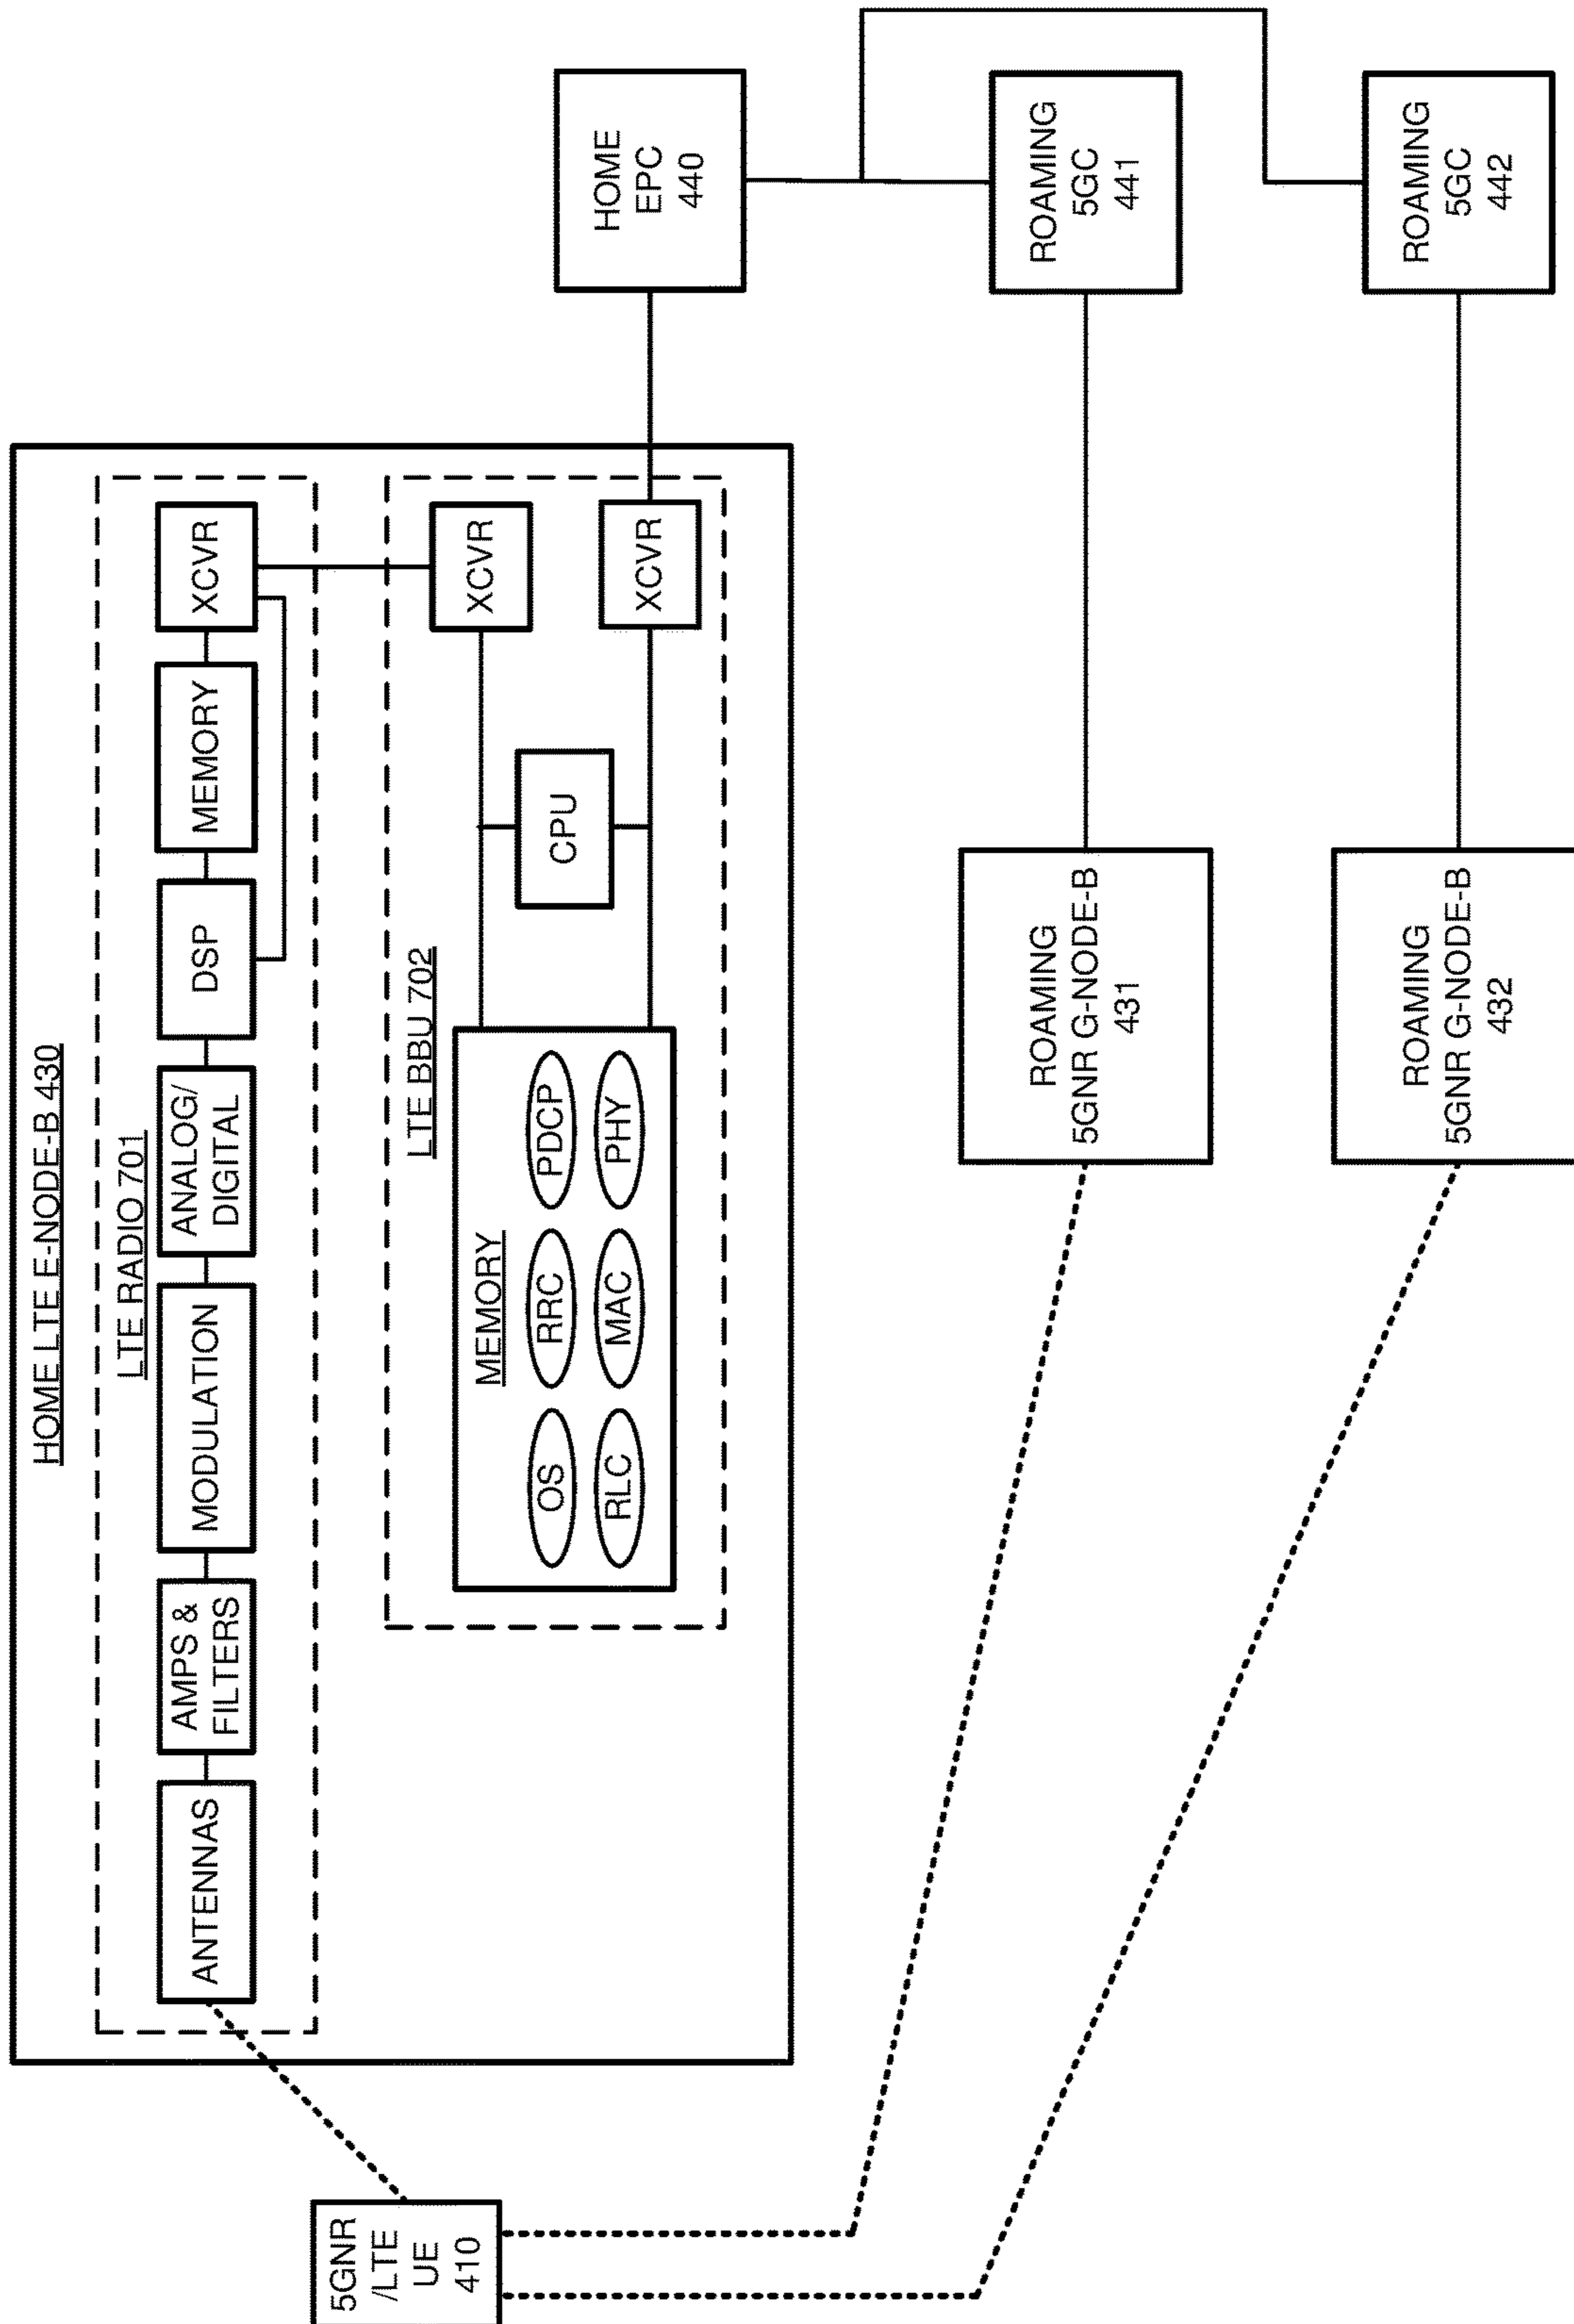 HOME LTE E-NODE-B 430
LTE RADIO 701
ANTENNAS
AMPS &
FILTERS
MODULATION
ANALOG/
DIGITAL
DSP
MEMORY
XCVR
LTE BBU 702
MEMORY
OS
RRC
PDCP
RLC
MAC
PHY
CPU
XCVR
XCVR
5GNR
/LTE
UE
410
HOME
EPC
440
ROAMING
5GNR G-NODE-B
431
ROAMING
5GC
441
ROAMING
5GNR G-NODE-B
432
ROAMING
5GC
442